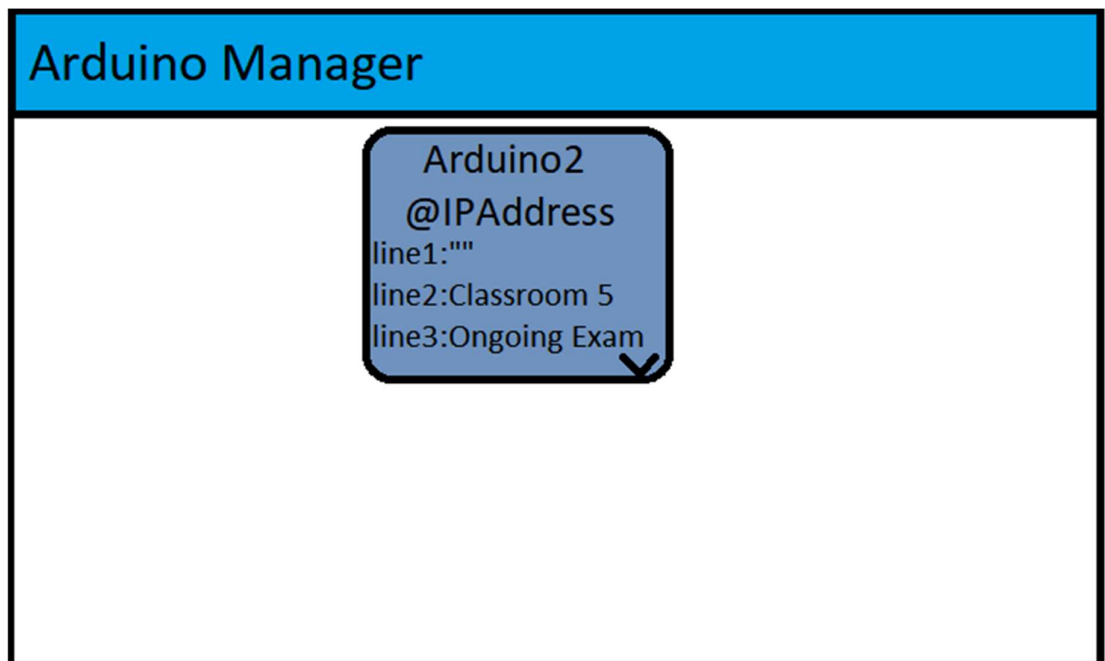 Arduino Manager
Arduino2
@IPAddress
line1:""
line2:Classroom 5
line3:Ongoing Exam